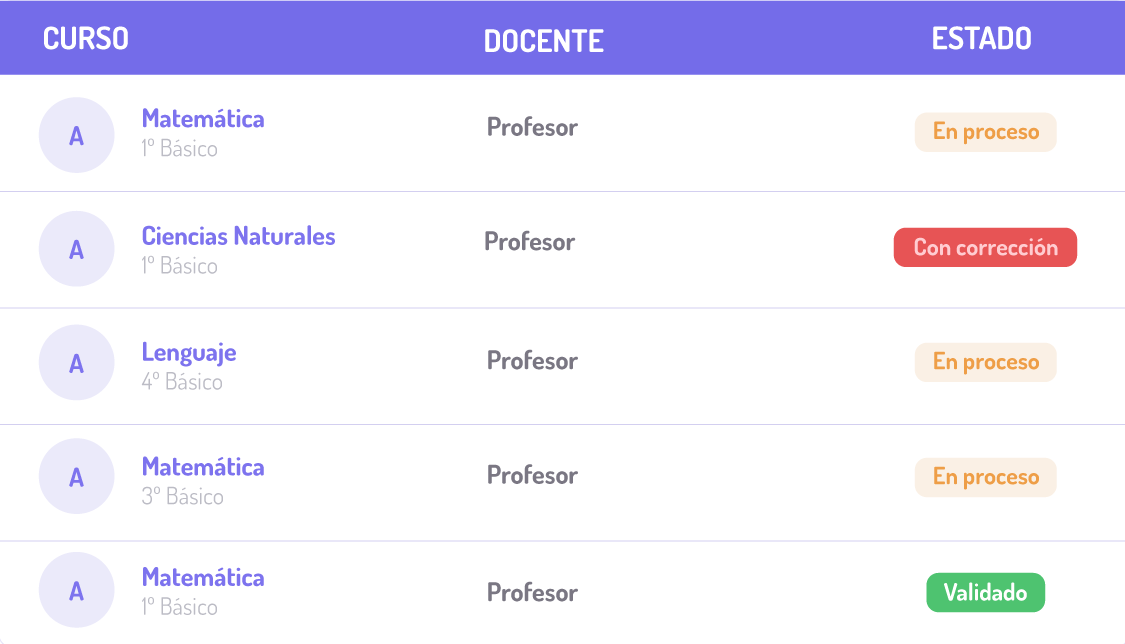 CURSO DOCENTE ESTADO
A Matemática Profesor En proceso
1º Básico
A Ciencias Naturales Profesor Con corrección
1º Básico
A Lenguaje Profesor En proceso
4º Básico
A Matemática Profesor En proceso
3º Básico
A Matemática Profesor Validado
1º Básico